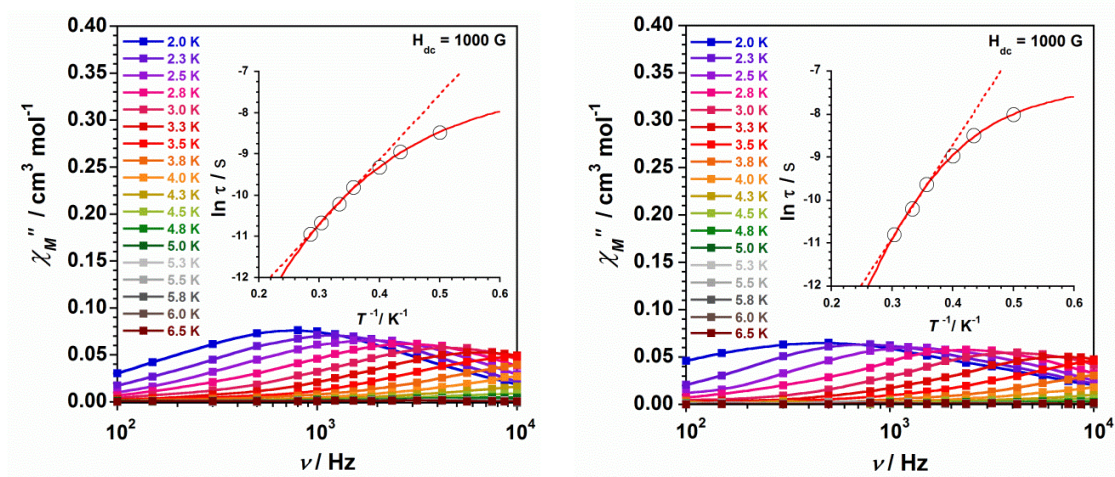 0.40
0.35
0.30
0.25
0.20
0.15
0.10
0.05
0.00
χM'' / cm³ mol⁻¹
2.0 K
2.3 K
2.5 K
2.8 K
3.0 K
3.3 K
3.5 K
3.8 K
4.0 K
4.3 K
4.5 K
4.8 K
5.0 K
5.3 K
5.5 K
5.8 K
6.0 K
6.5 K
Hdc = 1000 G
-7
-8
-9
-10
-11
-12
ln τ / s
0.2 0.3 0.4 0.5 0.6
T⁻¹/ K⁻¹
10² 10³ 10⁴
ν / Hz
0.40
0.35
0.30
0.25
0.20
0.15
0.10
0.05
0.00
χM'' / cm³ mol⁻¹
2.0 K
2.3 K
2.5 K
2.8 K
3.0 K
3.3 K
3.5 K
3.8 K
4.0 K
4.3 K
4.5 K
4.8 K
5.0 K
5.3 K
5.5 K
5.8 K
6.0 K
6.5 K
Hdc = 1000 G
-7
-8
-9
-10
-11
-12
ln τ / s
0.2 0.3 0.4 0.5 0.6
T⁻¹/ K⁻¹
10² 10³ 10⁴
ν / Hz